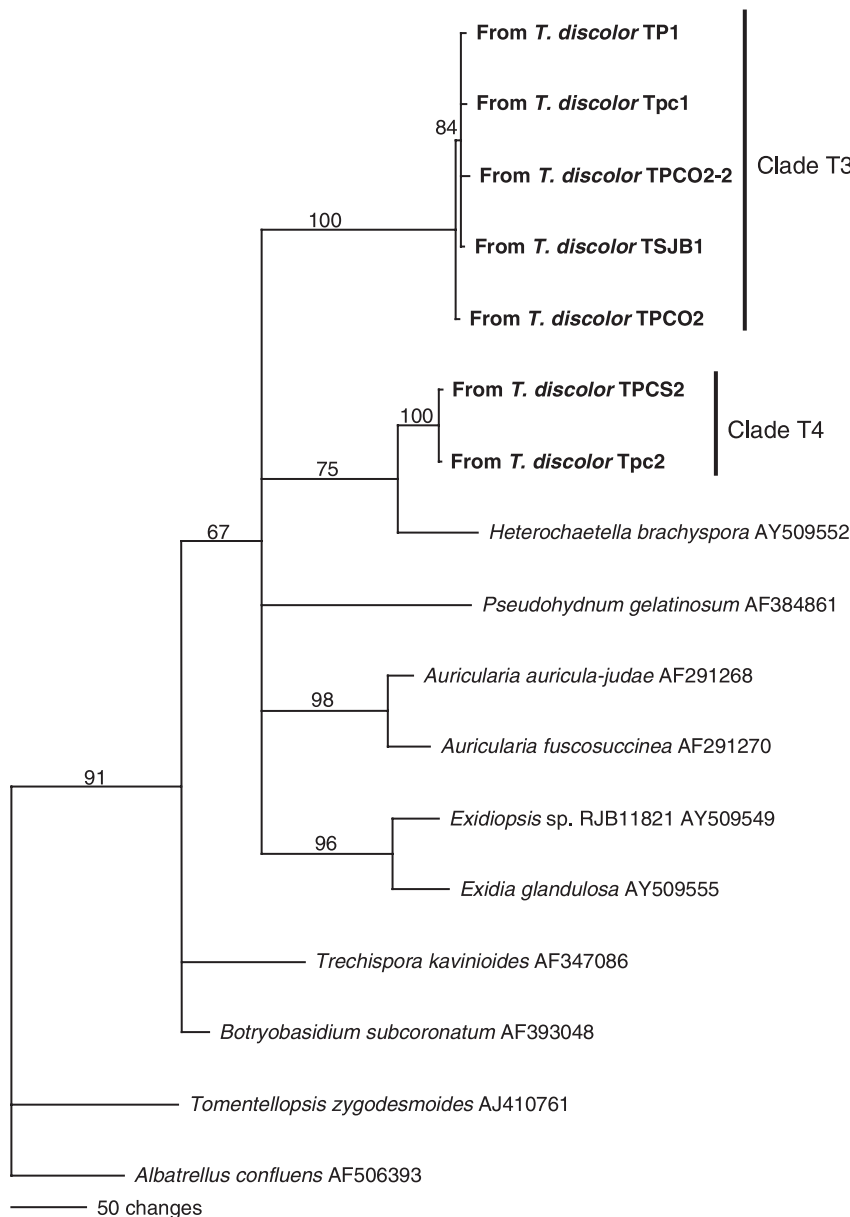 From T. discolor TP1
From T. discolor Tpc1
84
From T. discolor TPCO2-2
Clade T3
100
From T. discolor TSJB1
From T. discolor TPCO2
From T. discolor TPCS2
100
Clade T4
From T. discolor Tpc2
75
Heterochaetella brachyspora AY509552
67
Pseudohydnum gelatinosum AF384861
Auricularia auricula-judae AF291268
98
Auricularia fuscosuccinea AF291270
91
Exidiopsis sp. RJB11821 AY509549
96
Exidia glandulosa AY509555
Trechispora kavinioides AF347086
Botryobasidium subcoronatum AF393048
Tomentellopsis zygodesmoides AJ410761
Albatrellus confluens AF506393
50 changes